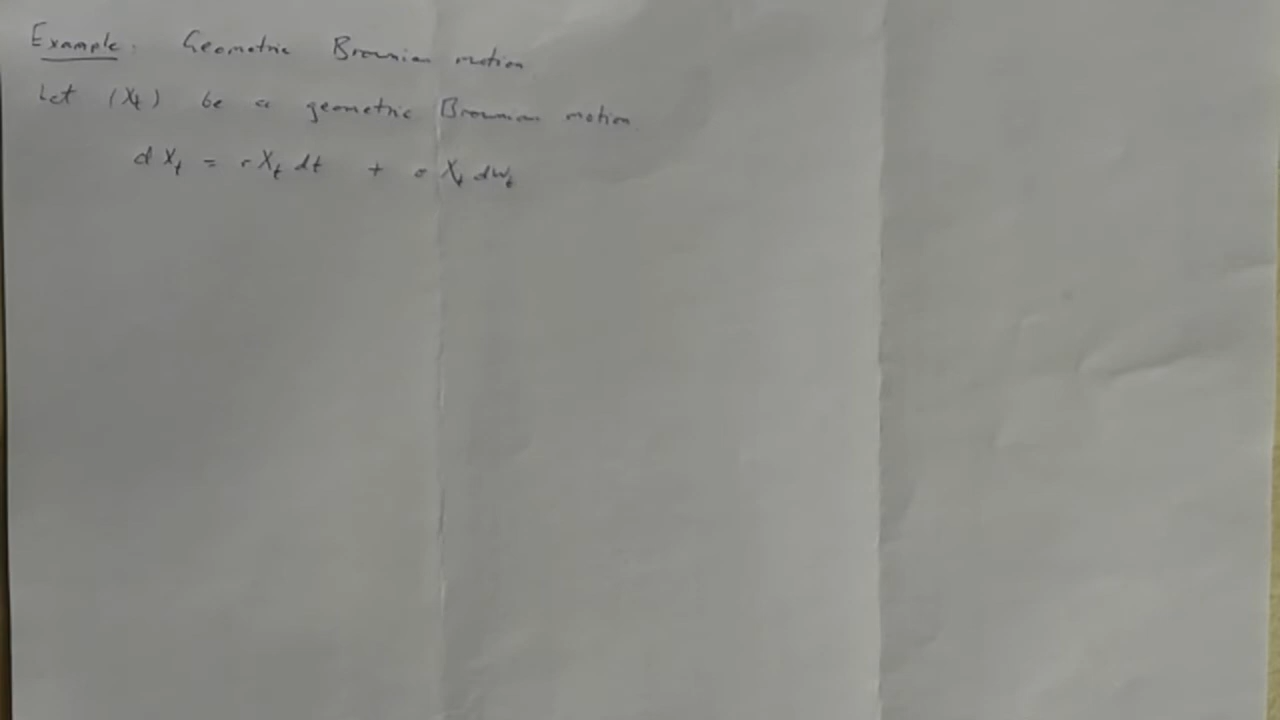 Example: Geometric Brownian motion
Let (Xt) be a geometric Brownian motion.
dXt = rXt dt + σ Xt dWt